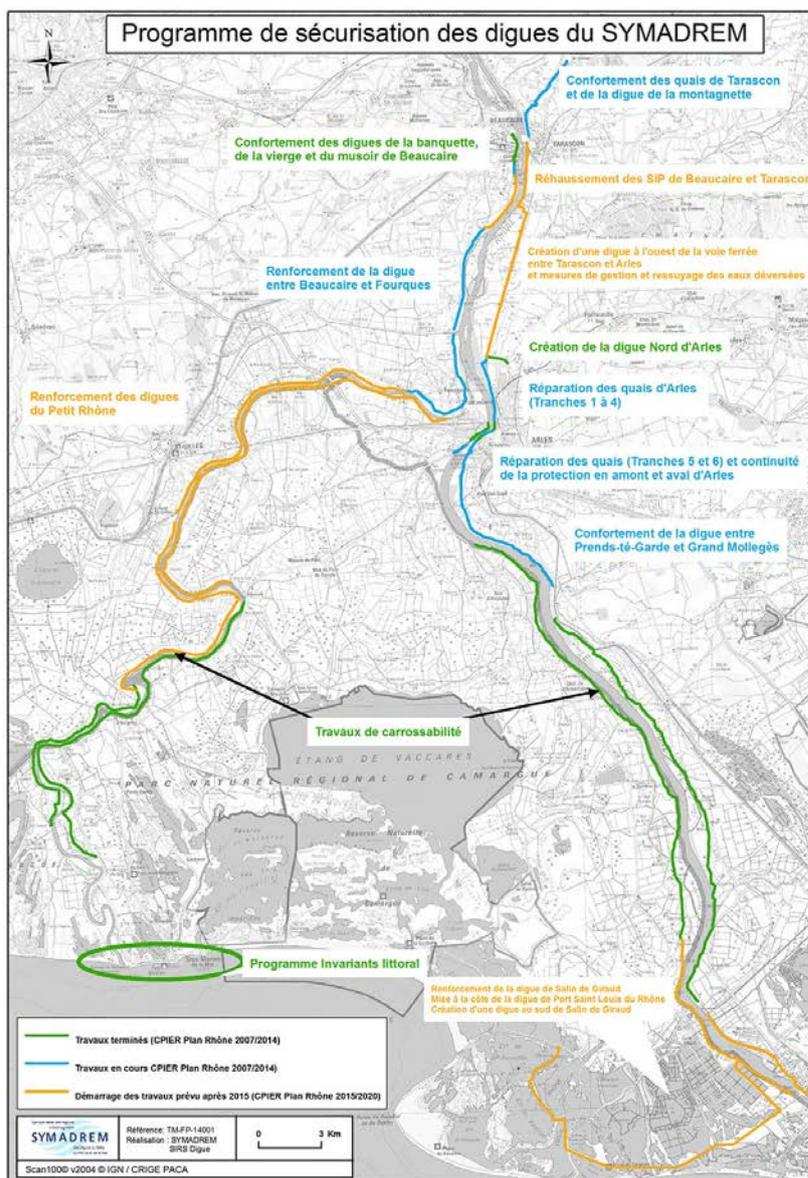 Programme de sécurisation des digues du SYMADREM
N
Confortement des quais de Tarascon
et de la digue de la montagnette
BEAUCAIRE
TARASCON
Confortement des digues de la banquette,
de la vierge et du musoir de Beaucaire
Réhaussement des SIP de Beaucaire et Tarascon
Création d'une digue à l'ouest de la voie ferrée
entre Tarascon et Arles
et mesures de gestion et ressuyage des eaux déversées
Renforcement de la digue
entre Beaucaire et Fourques
Création de la digue Nord d'Arles
Renforcement des digues
du Petit Rhône
Réparation des quais d'Arles
(Tranches 1 à 4)
ARLES
Réparation des quais (Tranches 5 et 6) et continuité
de la protection en amont et aval d'Arles
Confortement de la digue entre
Prends-té-Garde et Grand Mollegès
Travaux de carrossabilité
ÉTANG DE VACCARES
PARC NATUREL RÉGIONAL DE CAMARGUE
Réserve Naturelle
de
Camargue
Programme Invariants littoral
Renforcement de la digue de Salin de Giraud
Mise à la côte de la digue de Port Saint Louis du Rhône
Création d'une digue au sud de Salin de Giraud
Travaux terminés (CPIER Plan Rhône 2007/2014)
Travaux en cours CPIER Plan Rhône 2007/2014)
Démarrage des travaux prévu après 2015 (CPIER Plan Rhône 2015/2020)
SYMADREM
Référence: TM-FP-14001
Réalisation : SYMADREM
SIRS Digue
0 3 Km
Scan100® v2004 © IGN / CRIGE PACA